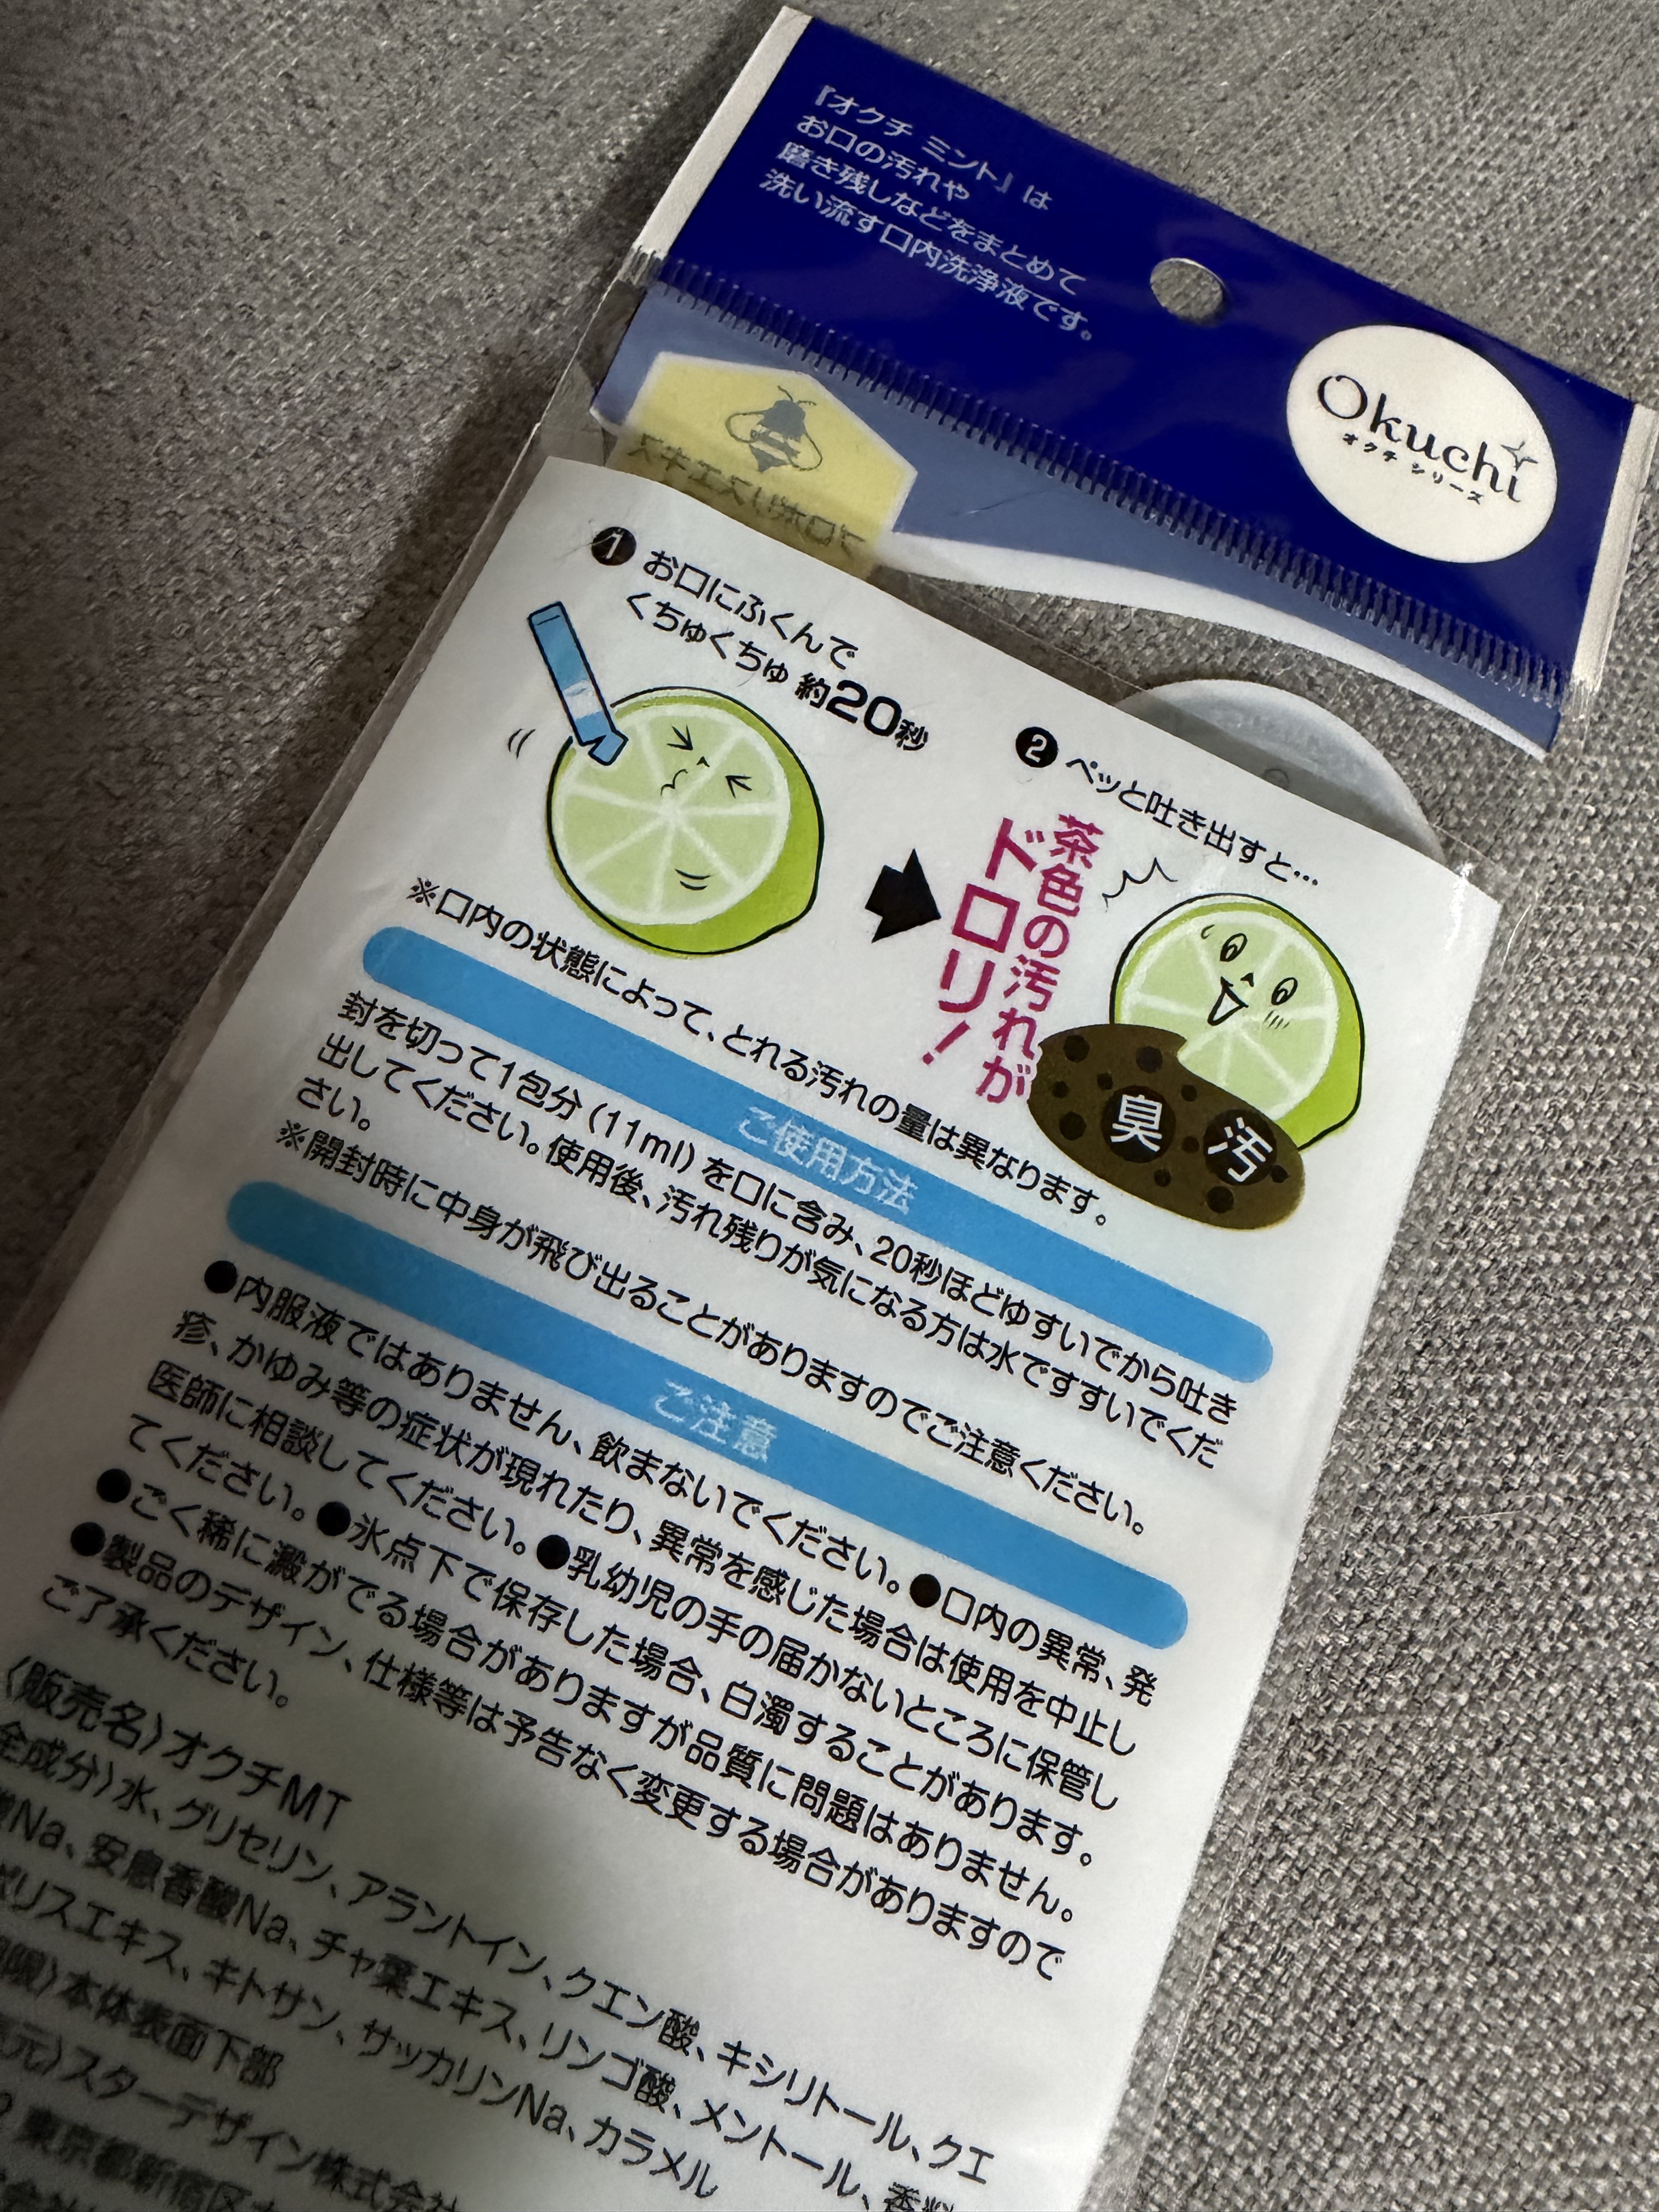 『オクチ ミント』は
お口の汚れや
磨き残しなどをまとめて
洗い流す口内洗浄液です。
Okuchi
オクチ シリーズ
1 お口にふくんで
くちゅくちゅ 約20秒
2 ペッと吐き出すと…
茶色の汚れが
ドロリ!
臭 汚
※口内の状態によって、とれる汚れの量は異なります。
ご使用方法
封を切って1包分(11ml)を口に含み、20秒ほどゆすいでから吐き
出してください。使用後、汚れ残りが気になる方は水ですすいでくだ
さい。
※開封時に中身が飛び出ることがありますのでご注意ください。
ご注意
●内服液ではありません、飲まないでください。●口内の異常、発
疹、かゆみ等の症状が現れたり、異常を感じた場合は使用を中止し
医師に相談してください。●乳幼児の手の届かないところに保管し
てください。●氷点下で保存した場合、白濁することがあります。
●ごく稀に澱がでる場合がありますが品質に問題はありません。
●製品のデザイン、仕様等は予告なく変更する場合がありますので
ご了承ください。
〈販売名〉オクチMT
全成分〉水、グリセリン、アラントイン、クエン酸、キシリトール、クエ
酸Na、安息香酸Na、チャ葉エキス、リンゴ酸、メントール、香料
ポリスエキス、キトサン、サッカリンNa、カラメル
限〉本体表面下部
元〉スターデザイン株式会社
東京都新宿区